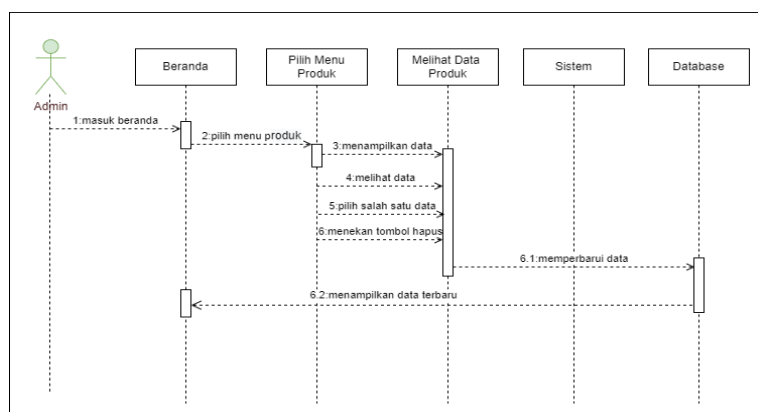 Admin
Beranda
Pilih Menu
Produk
Melihat Data
Produk
Sistem
Database
1:masuk beranda
2:pilih menu produk
3:menampilkan data
4:melihat data
5:pilih salah satu data
6:menekan tombol hapus
6.1:memperbarui data
6.2:menampilkan data terbaru